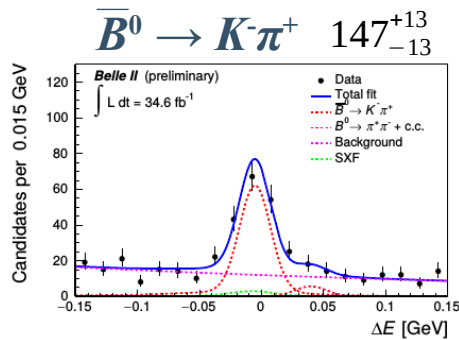 B̅⁰ → K⁻π⁺ 147⁺¹³₋₁₃
Belle II (preliminary)
∫ L dt = 34.6 fb⁻¹
Data
Total fit
B̅⁰ → K⁻π⁺
B⁰ → π⁺π⁻ + c.c.
Background
SXF
Candidates per 0.015 GeV
120
100
80
60
40
20
0
−0.15 −0.1 −0.05 0 0.05 0.1 0.15
ΔE [GeV]